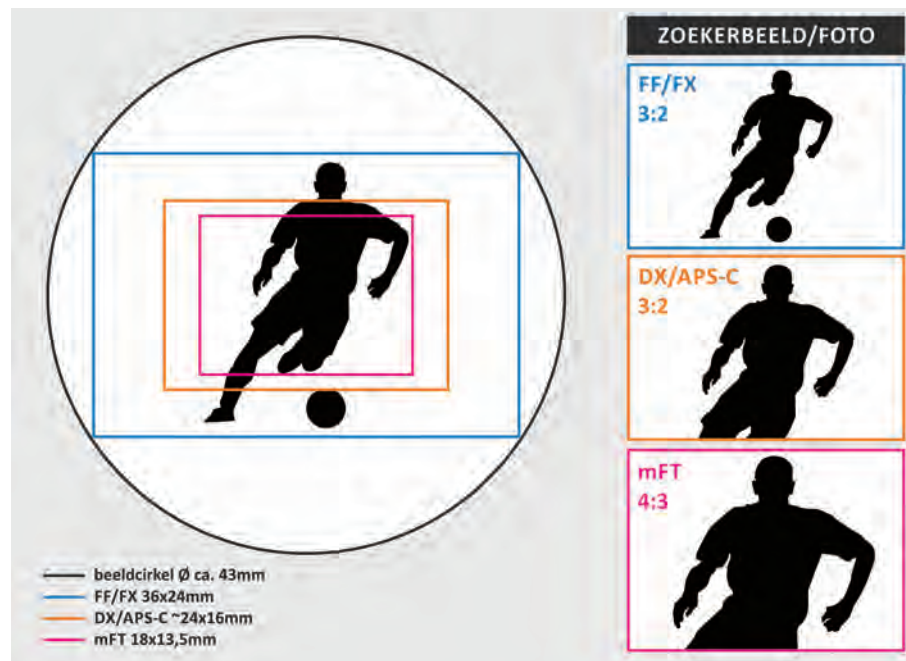 ZOEKERBEELD/FOTO
FF/FX
3:2
DX/APS-C
3:2
mFT
4:3
beeldcirkel Ø ca. 43mm
FF/FX 36x24mm
DX/APS-C ~24x16mm
mFT 18x13,5mm